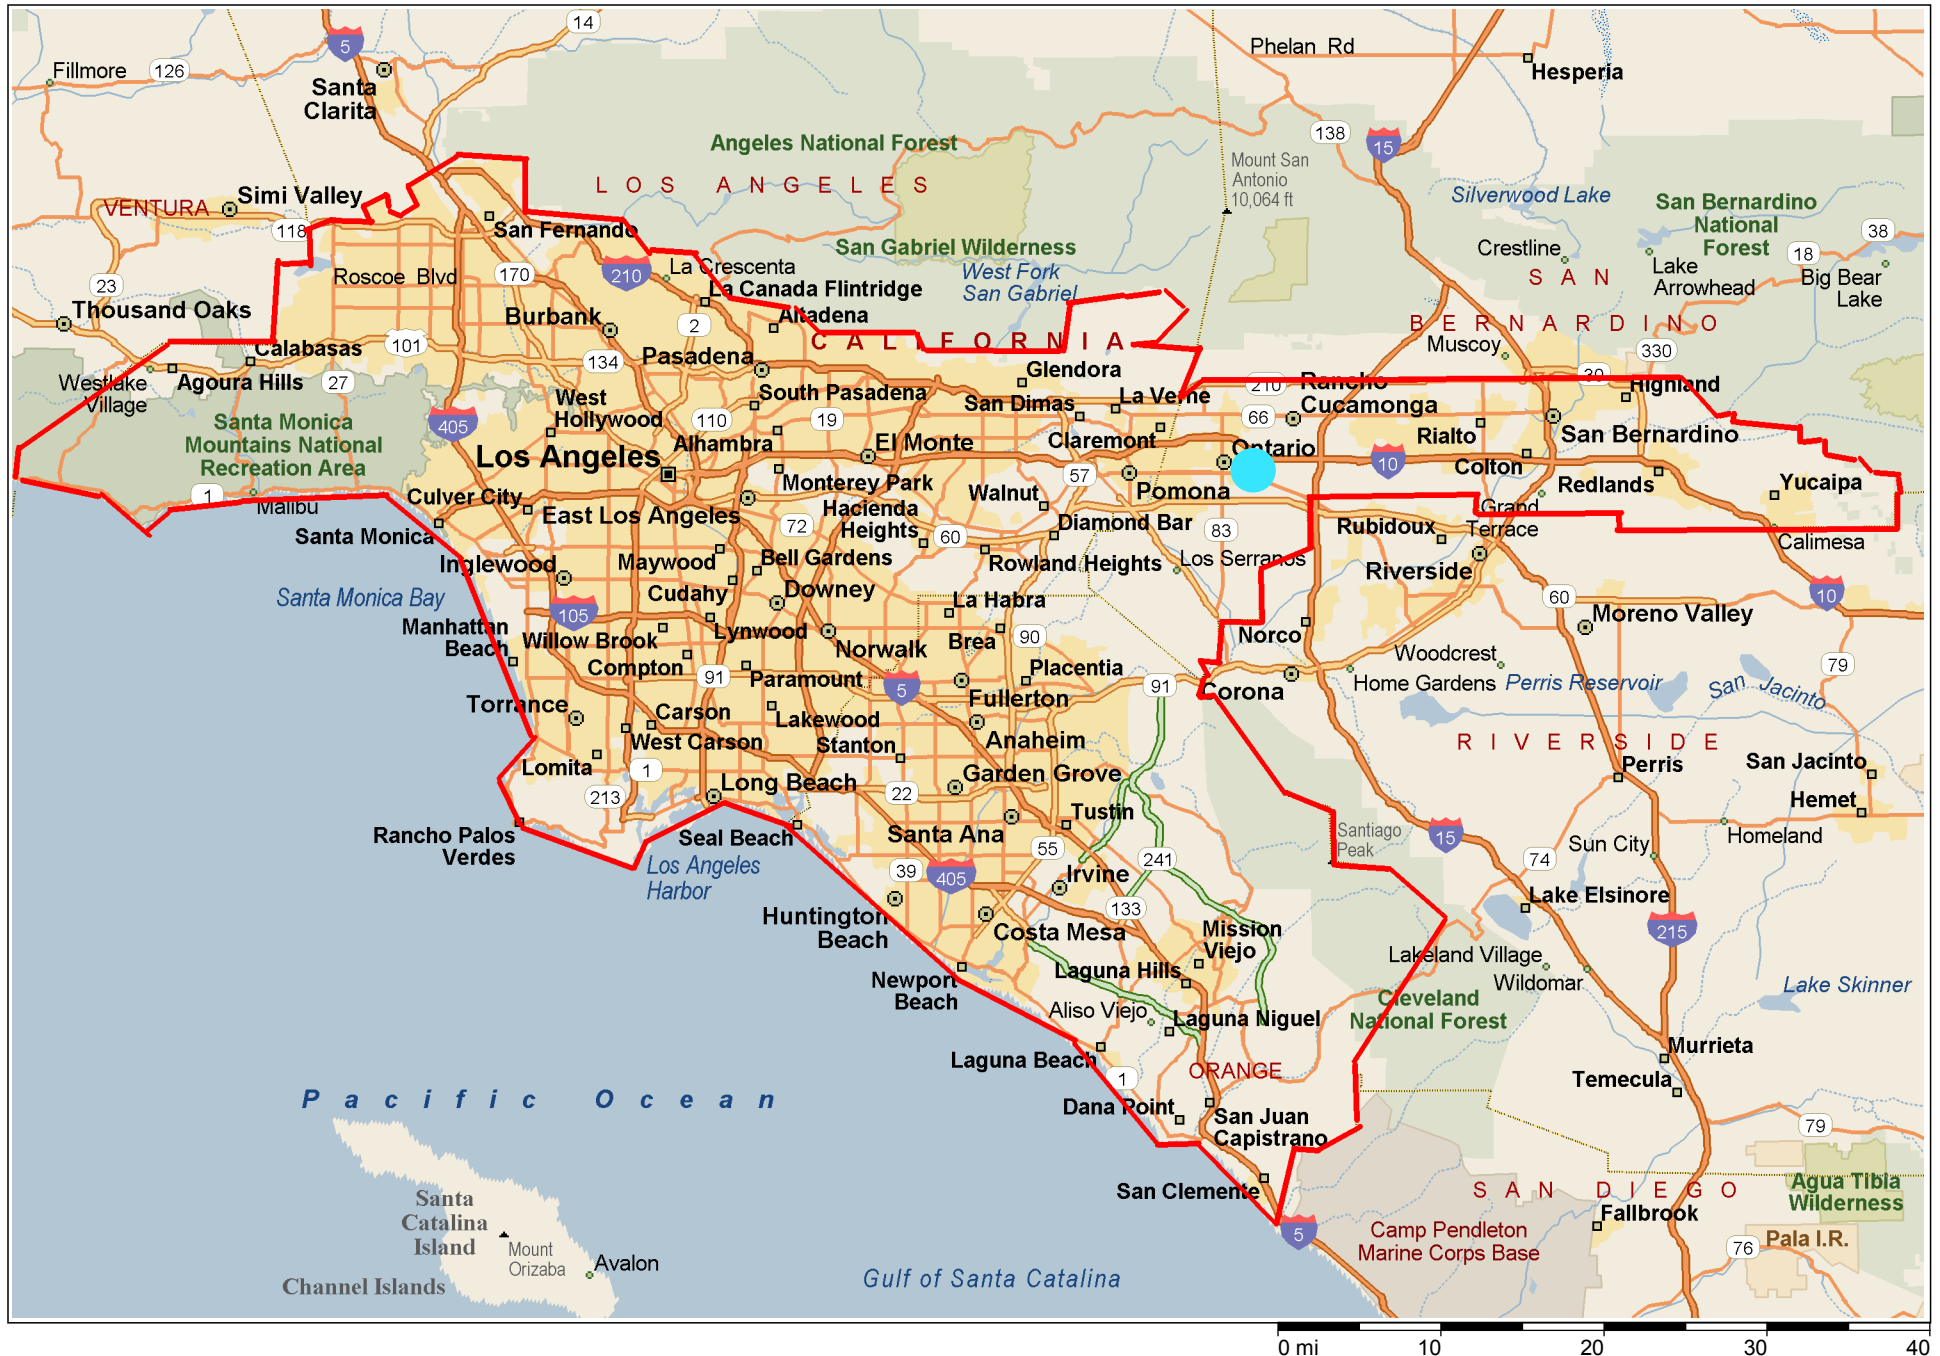 14
5
Phelan Rd
Fillmore
126
Hesperia
Santa
Clarita
138
15
Angeles National Forest
Mount San
Antonio
10,064 ft
LOS ANGELES
Silverwood Lake
San Bernardino
National
Forest
Simi Valley
VENTURA
118
San Fernando
38
Crestline
18
San Gabriel Wilderness
West Fork
San Gabriel
Lake
Arrowhead
Big Bear
Lake
SAN
BERNARDINO
Roscoe Blvd
170
210
La Crescenta
La Canada Flintridge
23
Thousand Oaks
Burbank
2
Altadena
CALIFORNIA
101
Calabasas
134
Pasadena
Muscoy
330
Westlake
Village
Agoura Hills
27
Glendora
210
Rancho
Cucamonga
30
Highland
West
Hollywood
South Pasadena
San Dimas
La Verne
66
405
110
19
Santa Monica
Mountains National
Recreation Area
Alhambra
El Monte
Claremont
Ontario
Rialto
San Bernardino
Los Angeles
10
Colton
57
Pomona
Redlands
Yucaipa
1
Malibu
Culver City
Monterey Park
Walnut
Grand
Terrace
East Los Angeles
Hacienda
Heights
Diamond Bar
Santa Monica
72
60
83
Rubidoux
Calimesa
Inglewood
Maywood
Bell Gardens
Rowland Heights
Los Serranos
Riverside
Santa Monica Bay
Cudahy
Downey
La Habra
60
10
105
Moreno Valley
Manhattan
Beach
Willow Brook
Lynwood
Norwalk
Brea
90
Norco
Compton
Placentia
Woodcrest
79
91
Paramount
5
91
Corona
Home Gardens
Perris Reservoir
San Jacinto
Torrance
Carson
Lakewood
Fullerton
West Carson
Stanton
Anaheim
RIVERSIDE
Lomita
1
Perris
San Jacinto
213
Long Beach
22
Garden Grove
Hemet
Rancho Palos
Verdes
Seal Beach
Santa Ana
Tustin
Santiago
Peak
15
Homeland
Los Angeles
Harbor
55
241
74
Sun City
39
405
Irvine
Lake Elsinore
Huntington
Beach
133
Costa Mesa
Mission
Viejo
215
Lakeland Village
Laguna Hills
Wildomar
Newport
Beach
Aliso Viejo
Laguna Niguel
Cleveland
National Forest
Lake Skinner
Laguna Beach
ORANGE
Murrieta
1
Temecula
Pacific Ocean
Dana Point
San Juan
Capistrano
79
San Clemente
SAN DIEGO
Agua Tibia
Wilderness
Santa
Catalina
Island
Fallbrook
5
Camp Pendleton
Marine Corps Base
76
Pala I.R.
Mount
Orizaba
Avalon
Channel Islands
Gulf of Santa Catalina
0 mi 10 20 30 40